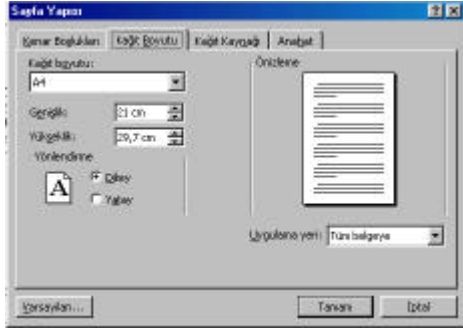 Sayfa Yapısı
Kenar Boşlukları Kağıt Boyutu Kağıt Kaynağı Anahat
Kağıt boyutu:
A4
Genişlik: 21 cm
Yükseklik: 29,7 cm
Yönlendirme
A
Dikey
Yatay
Önizleme
Uygulama yeri: Tüm belgeye
Varsayılan... Tamam İptal